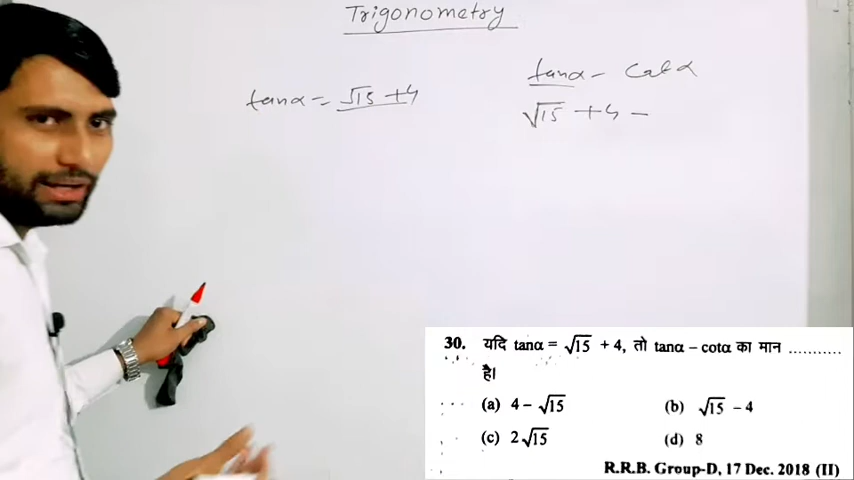 Trigonometry
tanα = √15 + 4
tanα - Cotα
√15 + 4 -
30. यदि tanα = √15 + 4, तो tanα – cotα का मान ............
है।
(a) 4 – √15
(b) √15 – 4
(c) 2√15
(d) 8
R.R.B. Group-D, 17 Dec. 2018 (II)